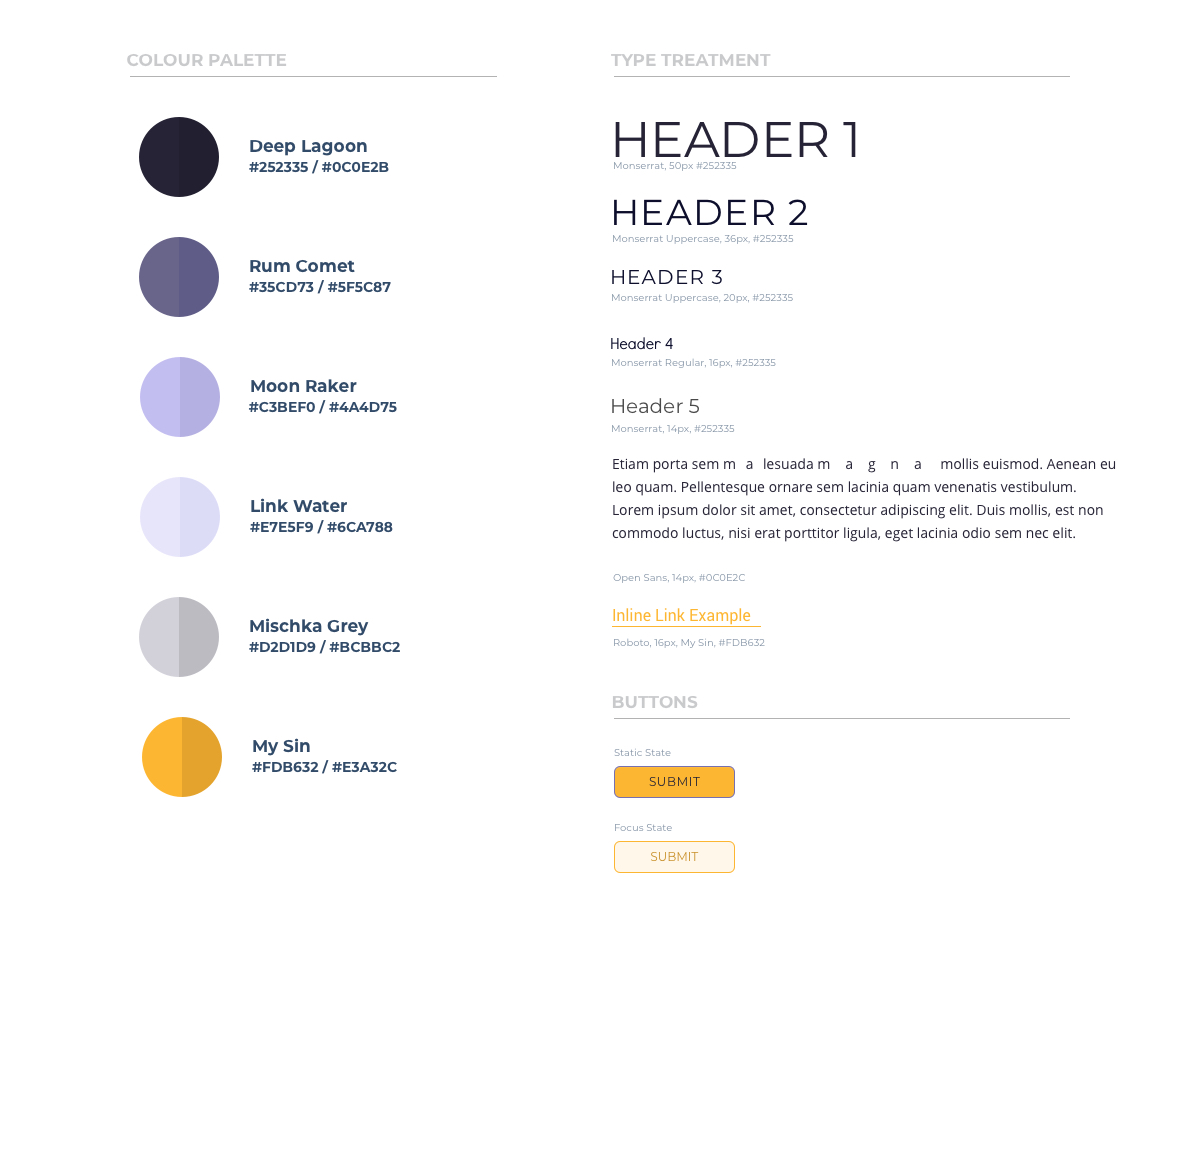 COLOUR PALETTE
Deep Lagoon
#252335 / #0C0E2B
Rum Comet
#35CD73 / #5F5C87
Moon Raker
#C3BEF0 / #4A4D75
Link Water
#E7E5F9 / #6CA788
Mischka Grey
#D2D1D9 / #BCBBC2
My Sin
#FDB632 / #E3A32C
TYPE TREATMENT
HEADER 1
Monserrat, 50px #252335
HEADER 2
Monserrat Uppercase, 36px, #252335
HEADER 3
Monserrat Uppercase, 20px, #252335
Header 4
Monserrat Regular, 16px, #252335
Header 5
Monserrat, 14px, #252335
Etiam porta sem m a lesuada m a g n a mollis euismod. Aenean eu
leo quam. Pellentesque ornare sem lacinia quam venenatis vestibulum.
Lorem ipsum dolor sit amet, consectetur adipiscing elit. Duis mollis, est non
commodo luctus, nisi erat porttitor ligula, eget lacinia odio sem nec elit.
Open Sans, 14px, #0C0E2C
Inline Link Example
Roboto, 16px, My Sin, #FDB632
BUTTONS
Static State
SUBMIT
Focus State
SUBMIT